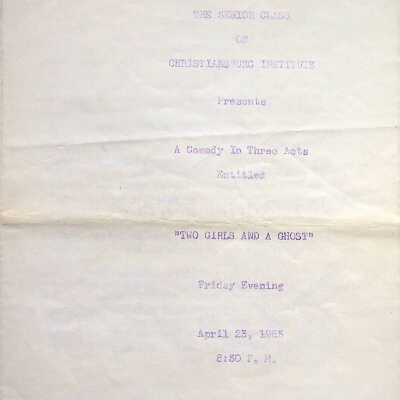 THE SENIOR CLASS
OF
CHRISTIANSBURG INSTITUTE
Presents
A Comedy In Three Acts
Entitled
"TWO GIRLS AND A GHOST"
Friday Evening
April 23, 1965
8:30 P. M.